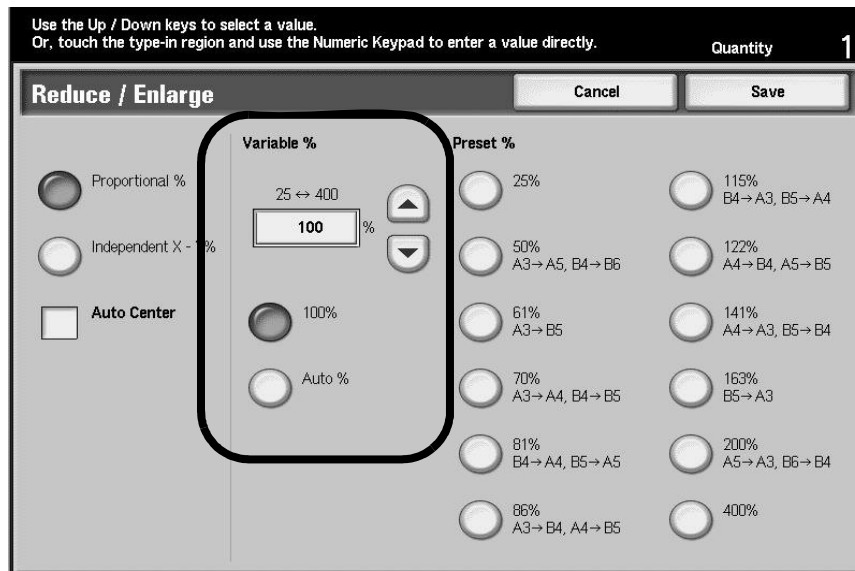 Use the Up / Down keys to select a value.
Or, touch the type-in region and use the Numeric Keypad to enter a value directly.
Quantity 1
Reduce / Enlarge
Cancel
Save
Proportional %
Independent X - Y%
Auto Center
Variable %
25 ↔ 400
100 %
100%
Auto %
Preset %
25%
50%
A3→A5, B4→B6
61%
A3→B5
70%
A3→A4, B4→B5
81%
B4→A4, B5→A5
86%
A3→B4, A4→B5
115%
B4→A3, B5→A4
122%
A4→B4, A5→B5
141%
A4→A3, B5→B4
163%
B5→A3
200%
A5→A3, B6→B4
400%